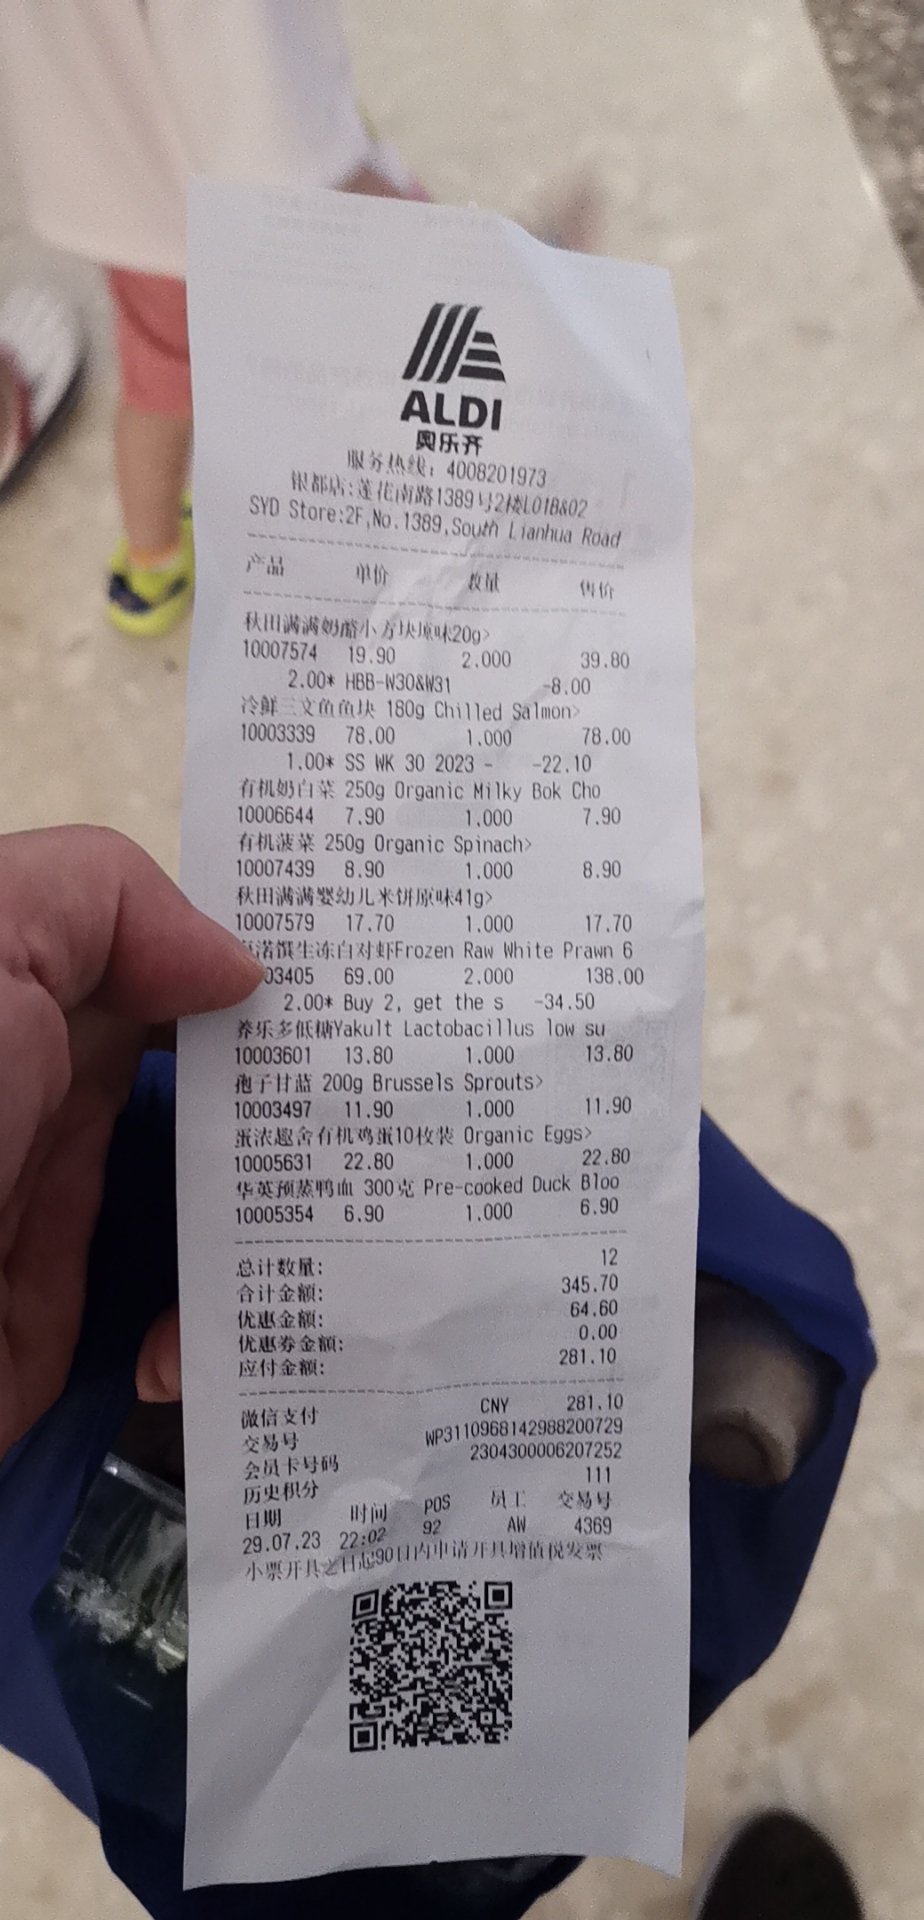 ALDI
奥乐齐
服务热线: 4008201973
银都店:莲花南路1389号2楼L01B&02
SYD Store:2F,No.1389,South Lianhua Road
产品 单价 数量 售价
秋田满满奶酪小方块原味20g>
10007574 19.90 2.000 39.80
2.00* HBB-W30&W31 -8.00
冷鲜三文鱼鱼块 180g Chilled Salmon>
10003339 78.00 1.000 78.00
1.00* SS WK 30 2023 - -22.10
有机奶白菜 250g Organic Milky Bok Cho
10006644 7.90 1.000 7.90
有机菠菜 250g Organic Spinach>
10007439 8.90 1.000 8.90
秋田满满婴幼儿米饼原味41g>
10007579 17.70 1.000 17.70
诺馔生冻白对虾Frozen Raw White Prawn 6
03405 69.00 2.000 138.00
2.00* Buy 2, get the s -34.50
养乐多低糖Yakult Lactobacillus low su
10003601 13.80 1.000 13.80
孢子甘蓝 200g Brussels Sprouts>
10003497 11.90 1.000 11.90
蛋浓趣舍有机鸡蛋10枚装 Organic Eggs>
10005631 22.80 1.000 22.80
华英预蒸鸭血 300克 Pre-cooked Duck Bloo
10005354 6.90 1.000 6.90
总计数量: 12
合计金额: 345.70
优惠金额: 64.60
优惠券金额: 0.00
应付金额: 281.10
微信支付 CNY 281.10
交易号 WP3110968142988200729
会员卡号码 2304300006207252
历史积分 111
日期 时间 POS 员工 交易号
29.07.23 22:02 92 AW 4369
小票开具之日起90日内申请开具增值税发票